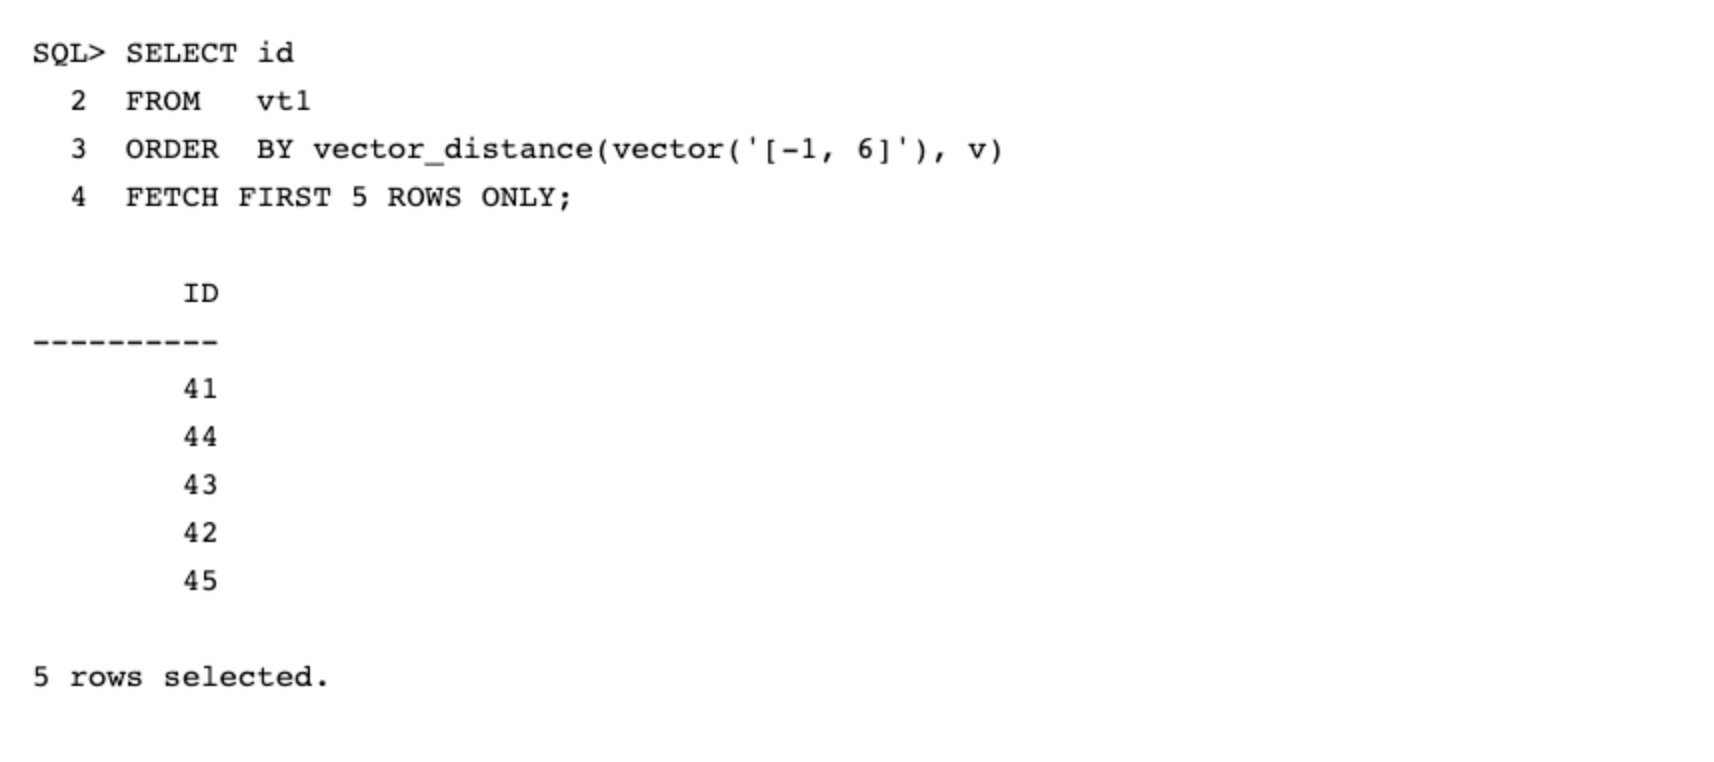 SQL> SELECT id
  2  FROM   vt1
  3  ORDER  BY vector_distance(vector('[-1, 6]'), v)
  4  FETCH FIRST 5 ROWS ONLY;
        ID
----------
        41
        44
        43
        42
        45
5 rows selected.